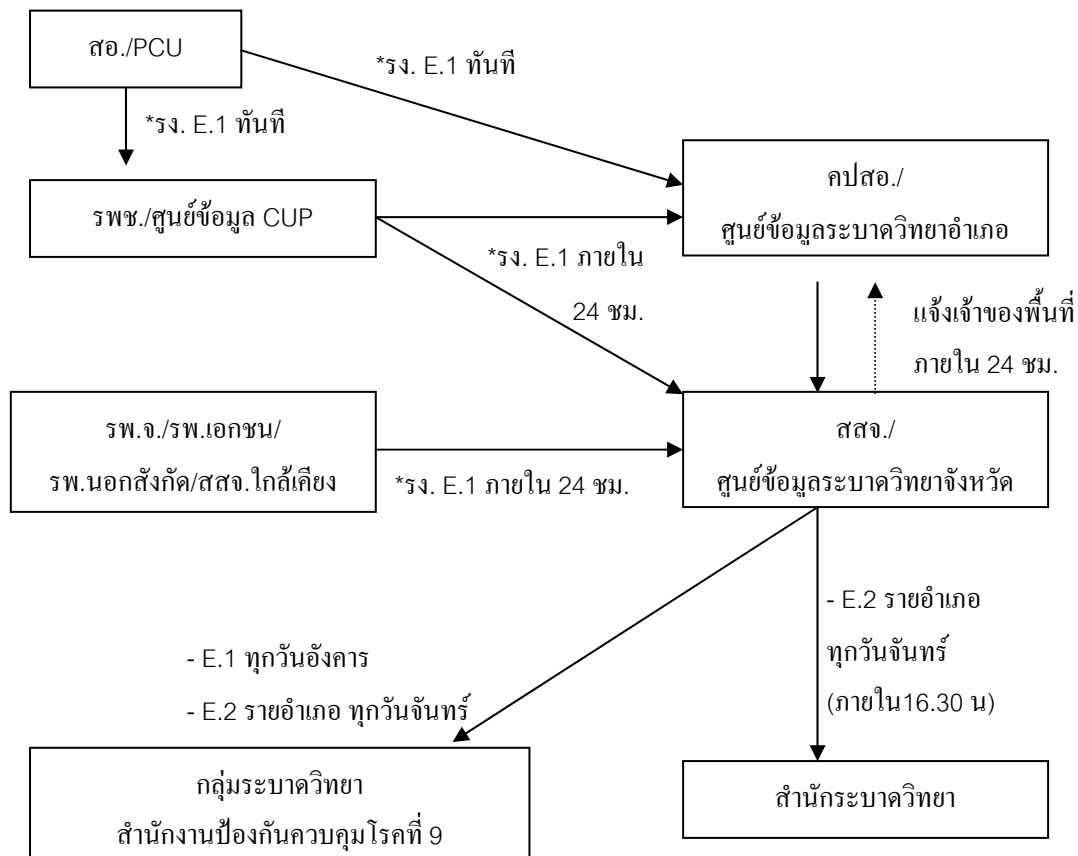 สอ./PCU
*รง. E.1 ทันที
*รง. E.1 ทันที
รพช./ศูนย์ข้อมูล CUP
คปสอ./
ศูนย์ข้อมูลระบาดวิทยาอำเภอ
*รง. E.1 ภายใน
24 ชม.
แจ้งเจ้าของพื้นที่
ภายใน 24 ชม.
รพ.จ./รพ.เอกชน/
รพ.นอกสังกัด/สสจ.ใกล้เคียง
*รง. E.1 ภายใน 24 ชม.
สสจ./
ศูนย์ข้อมูลระบาดวิทยาจังหวัด
- E.1 ทุกวันอังคาร
- E.2 รายอำเภอ ทุกวันจันทร์
- E.2 รายอำเภอ
ทุกวันจันทร์
(ภายใน16.30 น)
กลุ่มระบาดวิทยา
สำนักงานป้องกันควบคุมโรคที่ 9
สำนักระบาดวิทยา